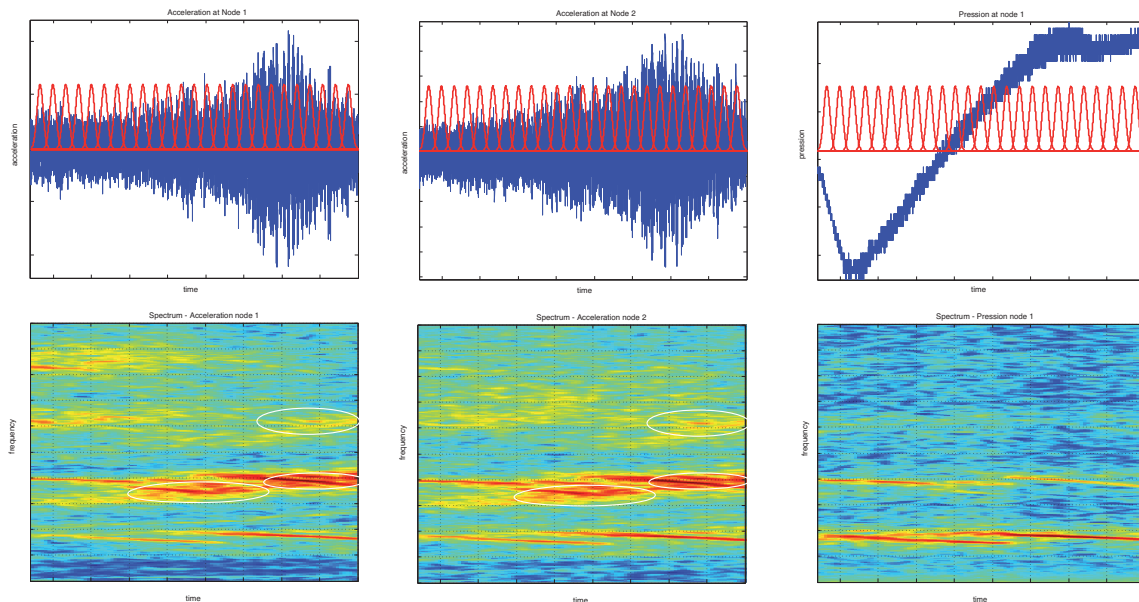 Acceleration at Node 1
acceleration
time
Acceleration at Node 2
acceleration
time
Pression at node 1
pression
time
Spectrum - Acceleration node 1
frequency
time
Spectrum - Acceleration node 2
frequency
time
Spectrum - Pression node 1
frequency
time